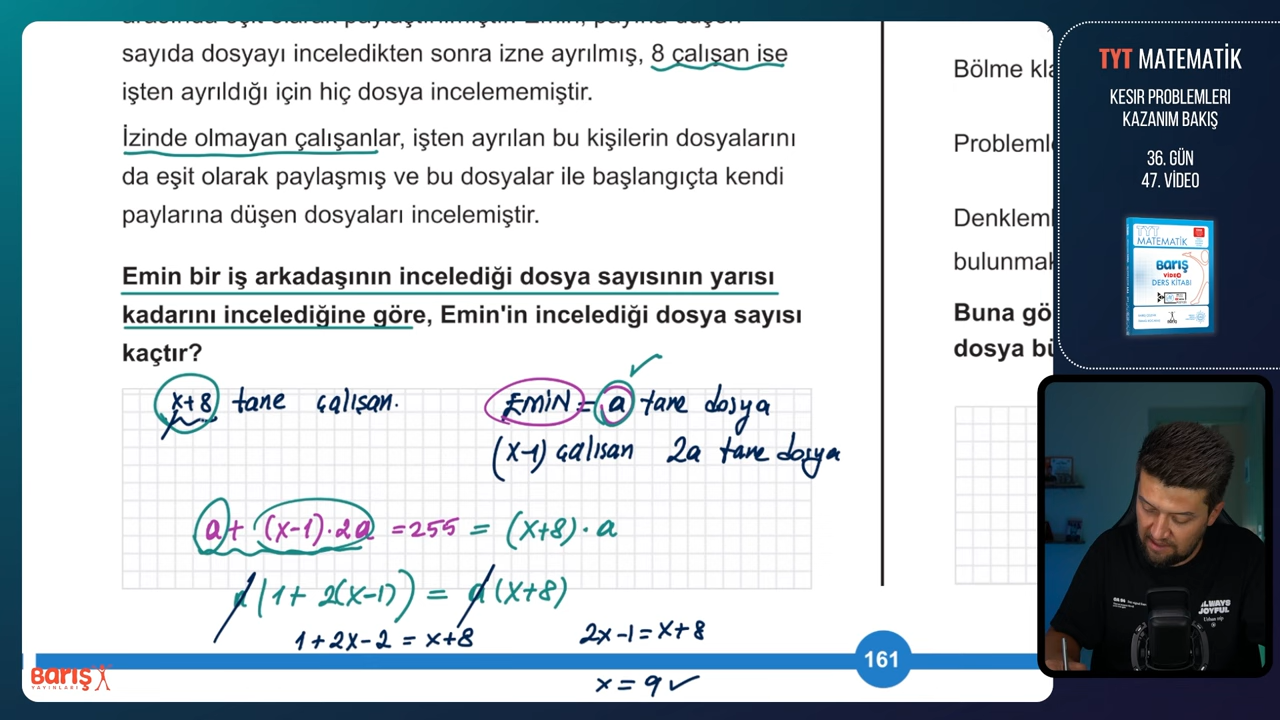 sayıda dosyayı inceledikten sonra izne ayrılmış, 8 çalışan ise
işten ayrıldığı için hiç dosya incelememiştir.
İzinde olmayan çalışanlar, işten ayrılan bu kişilerin dosyalarını
da eşit olarak paylaşmış ve bu dosyalar ile başlangıçta kendi
paylarına düşen dosyaları incelemiştir.
Emin bir iş arkadaşının incelediği dosya sayısının yarısı
kadarını incelediğine göre, Emin'in incelediği dosya sayısı
kaçtır?
x+8 tane çalışan.
EMİN = a tane dosya
(x-1) çalışan 2a tane dosya
a + (x-1)·2a = 255 = (x+8)·a
a(1+2(x-1)) = a(x+8)
1+2x-2 = x+8
2x-1=x+8
x = 9 ✓
161
BARIŞ
YAYINLARI
Bölme kla
Probleml
Denklem
bulunmak
Buna gö
dosya bü
TYT MATEMATİK
KESIR PROBLEMLERI
KAZANIM BAKIŞ
36. GÜN
47. VİDEO
TYT
MATEMATİK
BARIŞ
VİDEO
DERS KİTABI
ALWAYS
JOYFUL